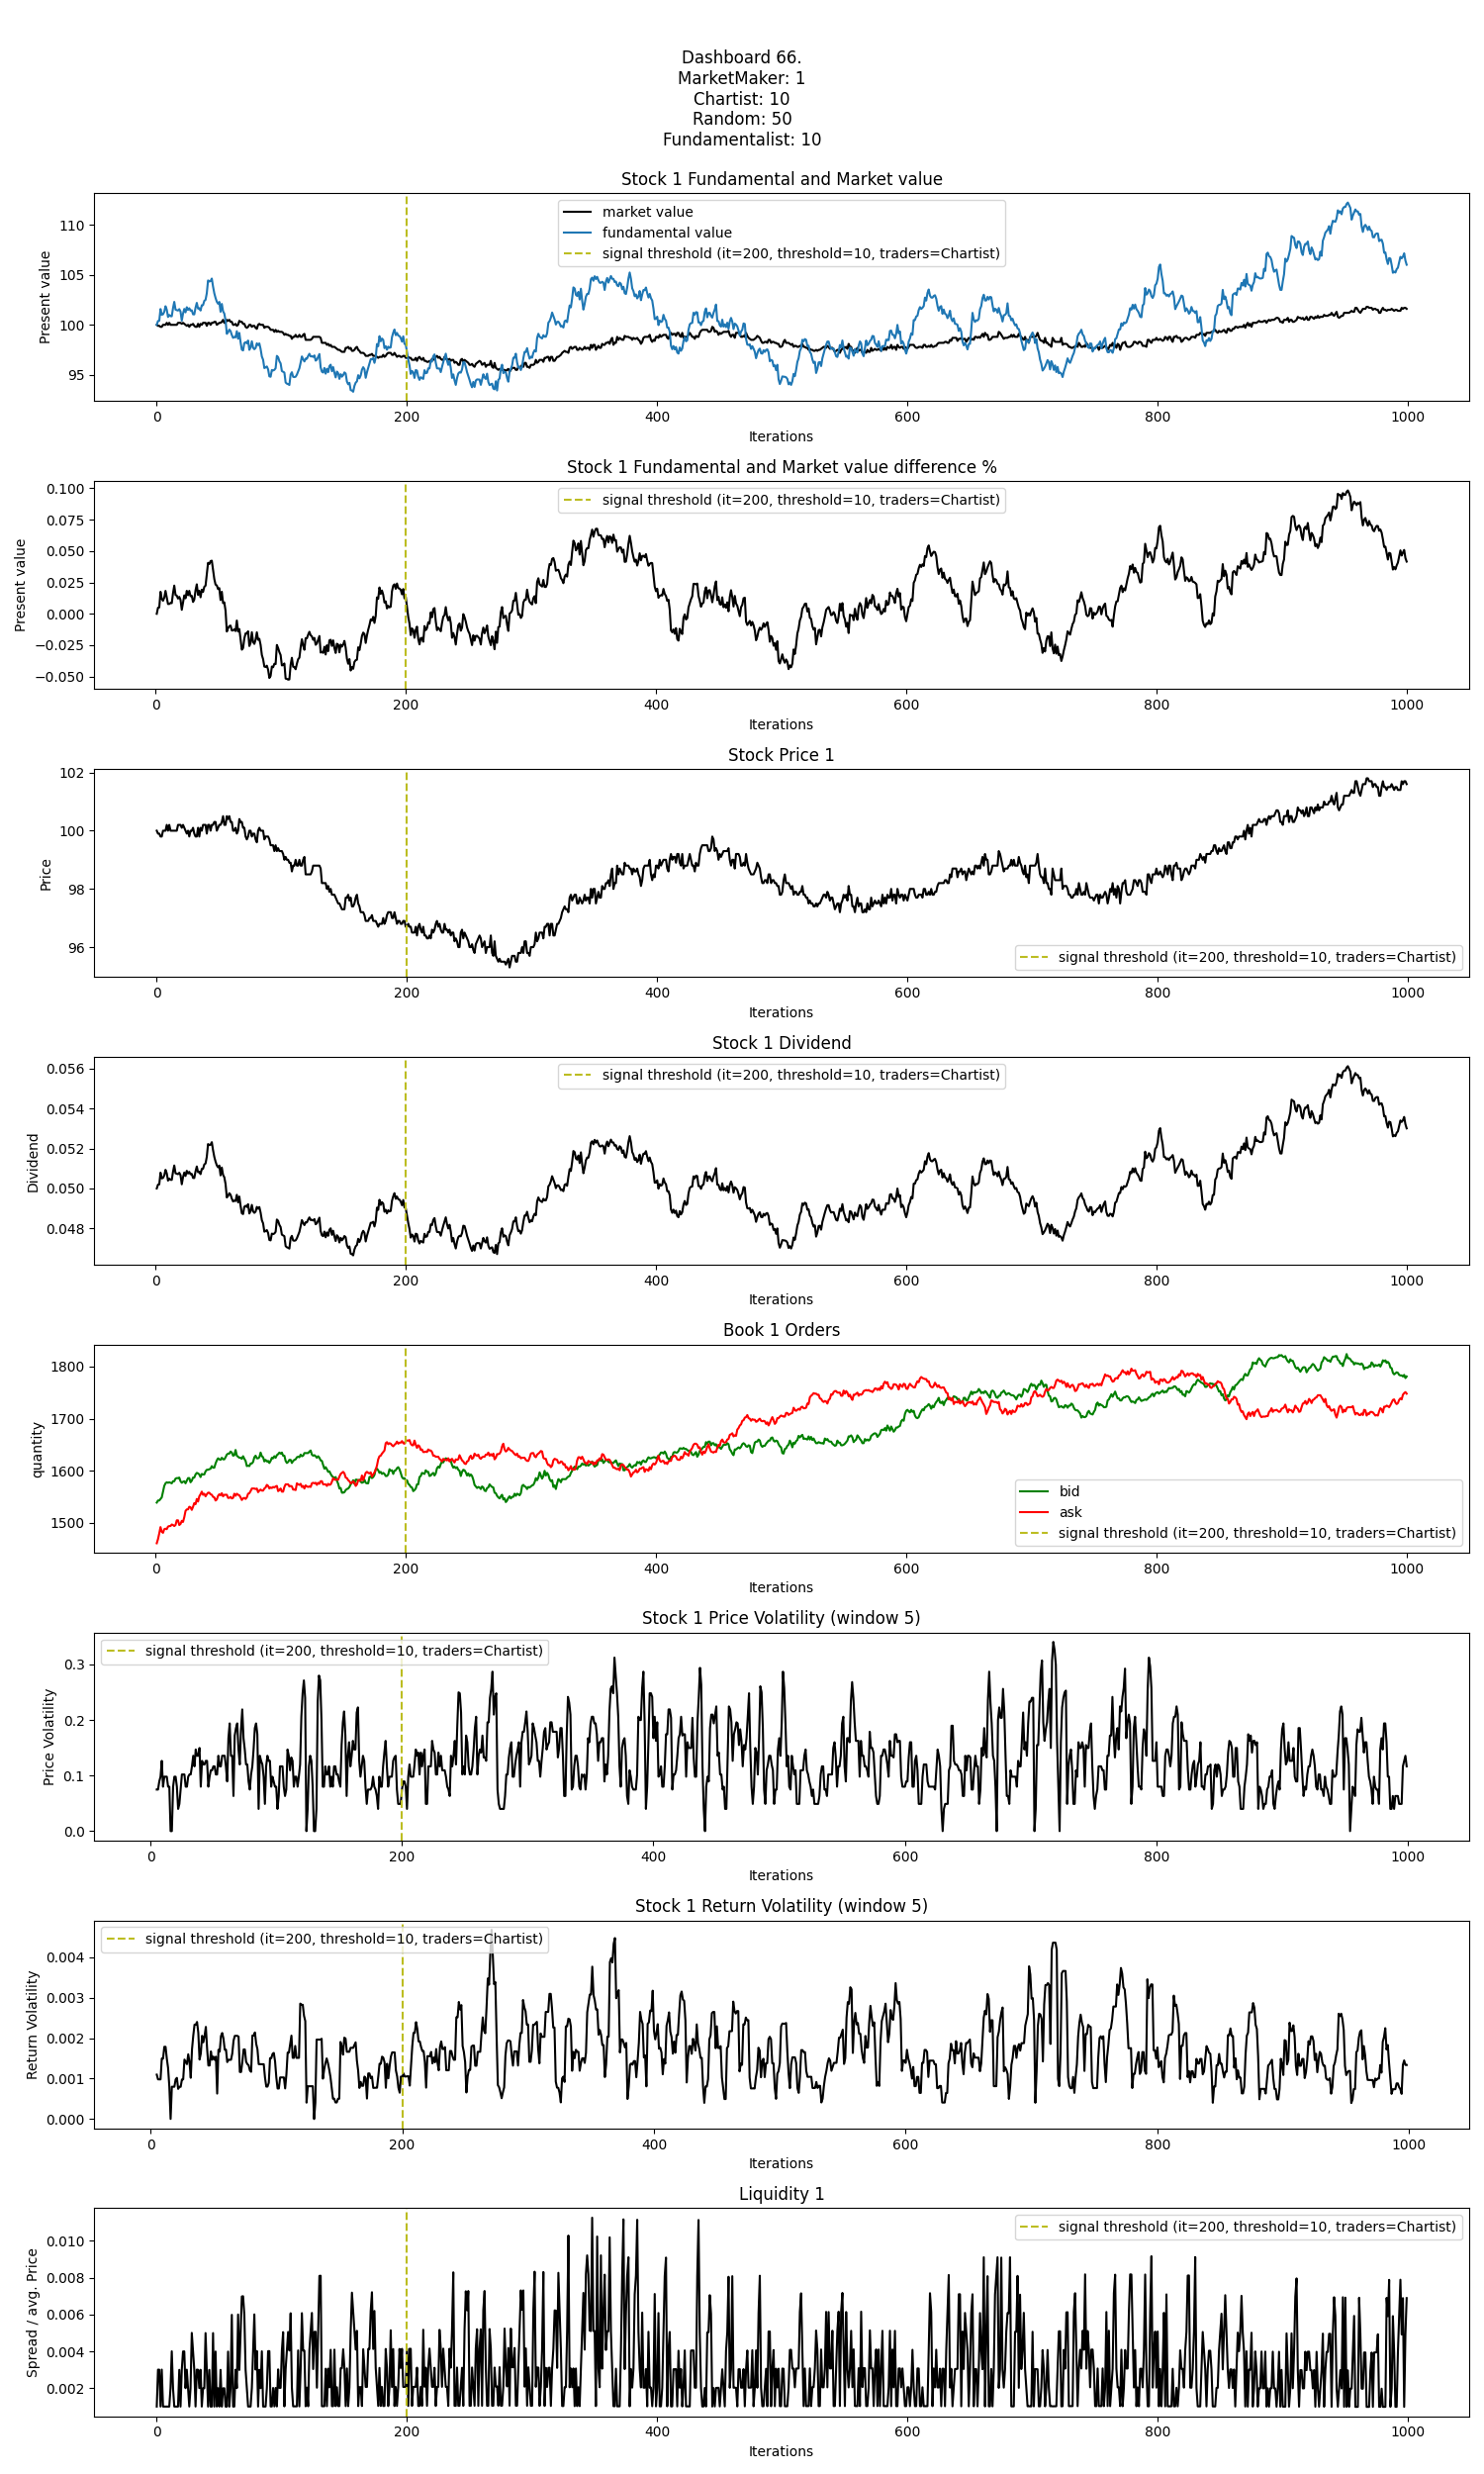 Dashboard 66.
MarketMaker: 1
Chartist: 10
Random: 50
Fundamentalist: 10
Stock 1 Fundamental and Market value
market value
fundamental value
signal threshold (it=200, threshold=10, traders=Chartist)
Present value
110
105
100
95
0 200 400 600 800 1000
Iterations
Stock 1 Fundamental and Market value difference %
signal threshold (it=200, threshold=10, traders=Chartist)
Present value
0.100
0.075
0.050
0.025
0.000
−0.025
−0.050
0 200 400 600 800 1000
Iterations
Stock Price 1
Price
102
100
98
96
signal threshold (it=200, threshold=10, traders=Chartist)
0 200 400 600 800 1000
Iterations
Stock 1 Dividend
signal threshold (it=200, threshold=10, traders=Chartist)
Dividend
0.056
0.054
0.052
0.050
0.048
0 200 400 600 800 1000
Iterations
Book 1 Orders
quantity
1800
1700
1600
1500
bid
ask
signal threshold (it=200, threshold=10, traders=Chartist)
0 200 400 600 800 1000
Iterations
Stock 1 Price Volatility (window 5)
signal threshold (it=200, threshold=10, traders=Chartist)
Price Volatility
0.3
0.2
0.1
0.0
0 200 400 600 800 1000
Iterations
Stock 1 Return Volatility (window 5)
signal threshold (it=200, threshold=10, traders=Chartist)
Return Volatility
0.004
0.003
0.002
0.001
0.000
0 200 400 600 800 1000
Iterations
Liquidity 1
signal threshold (it=200, threshold=10, traders=Chartist)
Spread / avg. Price
0.010
0.008
0.006
0.004
0.002
0 200 400 600 800 1000
Iterations